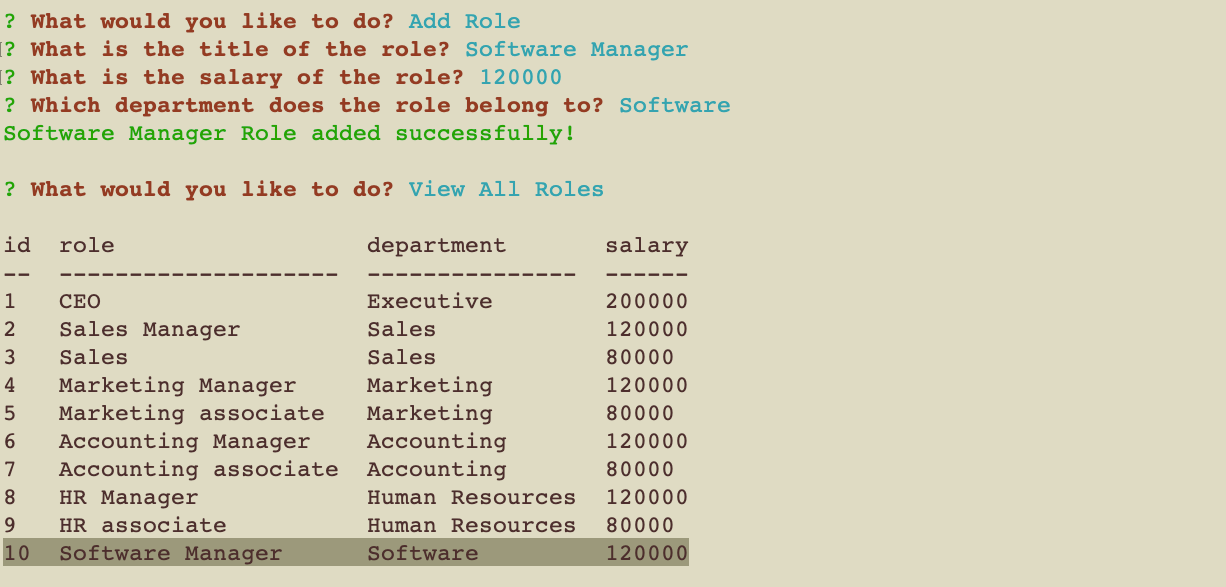 ? What would you like to do? Add Role
? What is the title of the role? Software Manager
? What is the salary of the role? 120000
? Which department does the role belong to? Software
Software Manager Role added successfully!
? What would you like to do? View All Roles
id  role                  department       salary
--  --------------------  ---------------  ------
1   CEO                   Executive        200000
2   Sales Manager         Sales            120000
3   Sales                 Sales            80000
4   Marketing Manager     Marketing        120000
5   Marketing associate   Marketing        80000
6   Accounting Manager    Accounting       120000
7   Accounting associate  Accounting       80000
8   HR Manager            Human Resources  120000
9   HR associate          Human Resources  80000
10  Software Manager      Software         120000